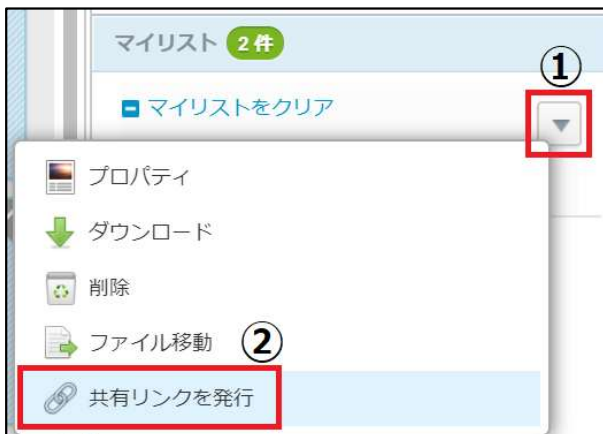 マイリスト 2件
①
マイリストをクリア
プロパティ
ダウンロード
削除
ファイル移動 ②
共有リンクを発行